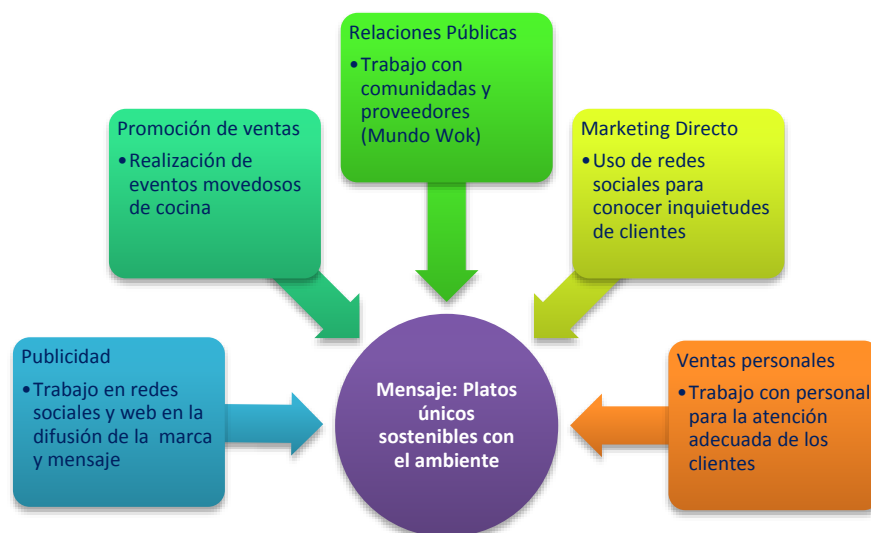 Relaciones Públicas
•Trabajo con
comunidadas y
proveedores
(Mundo Wok)
Promoción de ventas
•Realización de
eventos movedosos
de cocina
Marketing Directo
•Uso de redes
sociales para
conocer inquietudes
de clientes
Publicidad
•Trabajo en redes
sociales y web en la
difusión de la marca
y mensaje
Mensaje: Platos
únicos
sostenibles con
el ambiente
Ventas personales
•Trabajo con personal
para la atención
adecuada de los
clientes